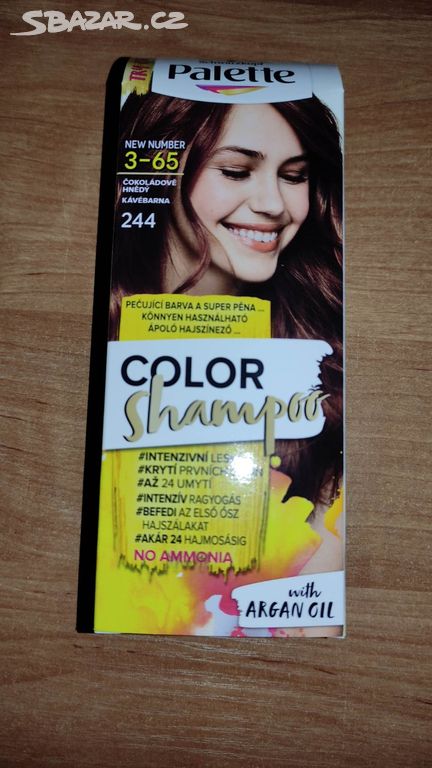 SBAZAR.CZ
Schwarzkopf
Palette
NEW NUMBER
3-65
ČOKOLÁDOVĚ
HNĚDÝ
KÁVÉBARNA
244
PEČUJÍCÍ BARVA A SUPER PĚNA ...
KÖNNYEN HASZNÁLHATÓ
ÁPOLÓ HAJSZÍNEZŐ ...
COLOR
Shampoo
#INTENZIVNÍ
#KRYTÍ PRVNÍCH
#AŽ 24 UMYTÍ
#INTENZÍV RAGYOGÁS
#BEFEDI AZ ELSŐ ŐSZ
HAJSZÁLAKAT
#AKÁR 24 HAJMOSÁSIG
NO AMMONIA
with
ARGAN OIL